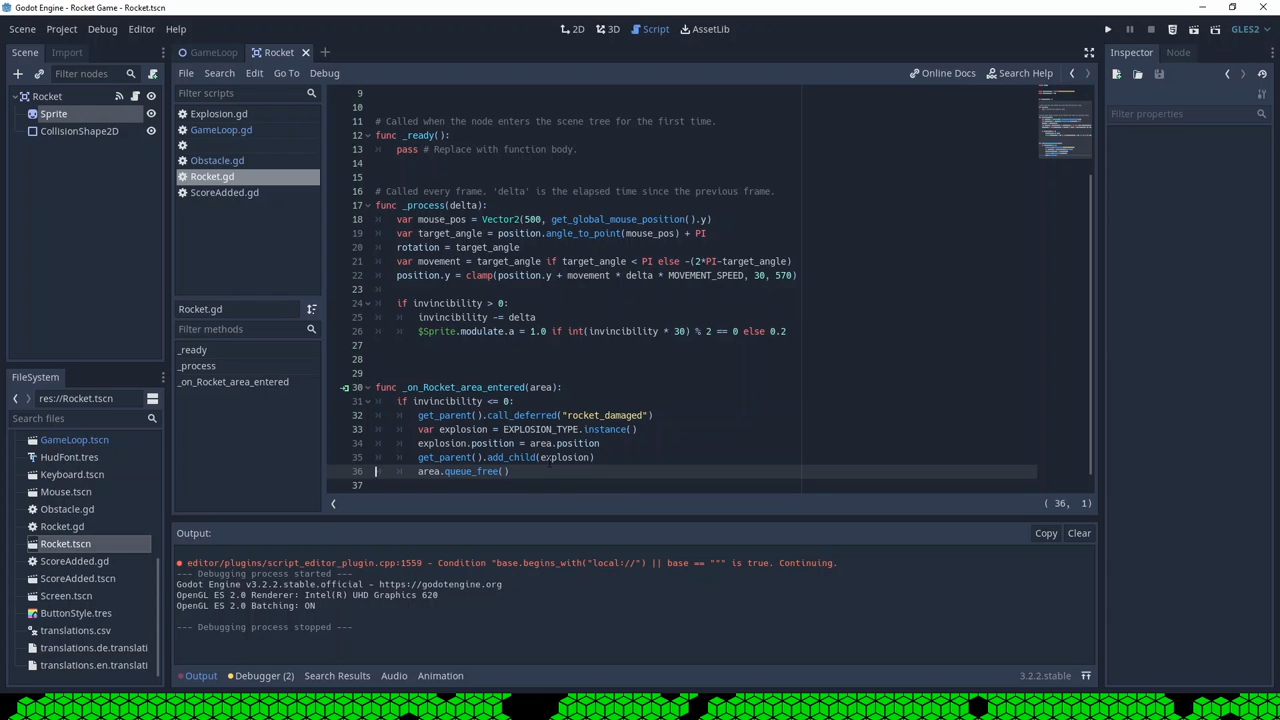 Godot Engine - Rocket Game - Rocket.tscn
Scene Project Debug Editor Help
2D 3D Script AssetLib
GLES2
Scene Import
Filter nodes
Rocket
Sprite
CollisionShape2D
FileSystem
res://Rocket.tscn
Search files
GameLoop.tscn
HudFont.tres
Keyboard.tscn
Mouse.tscn
Obstacle.gd
Rocket.gd
Rocket.tscn
ScoreAdded.gd
ScoreAdded.tscn
Screen.tscn
ButtonStyle.tres
translations.csv
translations.de.translati
translations.en.translati
GameLoop Rocket
File Search Edit Go To Debug
Online Docs Search Help
Filter scripts
Explosion.gd
GameLoop.gd
Obstacle.gd
Rocket.gd
ScoreAdded.gd
Rocket.gd
Filter methods
_ready
_process
_on_Rocket_area_entered
9
10
11 # Called when the node enters the scene tree for the first time.
12 func _ready():
13 pass # Replace with function body.
14
15
16 # Called every frame. 'delta' is the elapsed time since the previous frame.
17 func _process(delta):
18 var mouse_pos = Vector2(500, get_global_mouse_position().y)
19 var target_angle = position.angle_to_point(mouse_pos) + PI
20 rotation = target_angle
21 var movement = target_angle if target_angle < PI else -(2*PI-target_angle)
22 position.y = clamp(position.y + movement * delta * MOVEMENT_SPEED, 30, 570)
23
24 if invincibility > 0:
25 invincibility -= delta
26 $Sprite.modulate.a = 1.0 if int(invincibility * 30) % 2 == 0 else 0.2
27
28
29
30 func _on_Rocket_area_entered(area):
31 if invincibility <= 0:
32 get_parent().call_deferred("rocket_damaged")
33 var explosion = EXPLOSION_TYPE.instance()
34 explosion.position = area.position
35 get_parent().add_child(explosion)
36 area.queue_free()
37
( 36, 1)
Output:
Copy Clear
editor/plugins/script_editor_plugin.cpp:1559 - Condition "base.begins_with("local://") || base == """ is true. Continuing.
--- Debugging process started ---
Godot Engine v3.2.2.stable.official - https://godotengine.org
OpenGL ES 2.0 Renderer: Intel(R) UHD Graphics 620
OpenGL ES 2.0 Batching: ON
--- Debugging process stopped ---
Output Debugger (2) Search Results Audio Animation
3.2.2.stable
Inspector Node
Filter properties